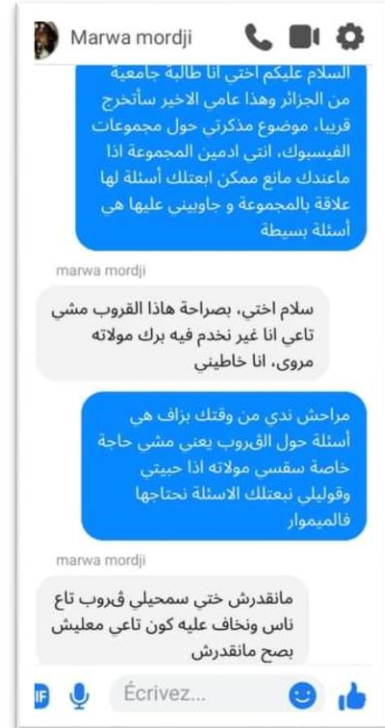 Marwa mordji
السلام عليكم اختي انا طالبة جامعية
من الجزائر وهذا عامي الاخير سأتخرج
قريبا، موضوع مذكرتي حول مجموعات
الفيسبوك، انتي ادمين المجموعة اذا
ماعندك مانع ممكن ابعتلك أسئلة لها
علاقة بالمجموعة و جاوبيني عليها هي
أسئلة بسيطة
marwa mordji
سلام اختي، بصراحة هاذا القروب مشي
تاعي انا غير نخدم فيه برك مولاته
مروى، انا خاطيني
مراحش ندي من وقتك بزاف هي
أسئلة حول الڨروب يعني مشي حاجة
خاصة سقسي مولاته اذا حبيتي
وقوليلي نبعتلك الاسئلة نحتاجها
فالميموار
marwa mordji
مانقدرش ختي سمحيلي ڨروب تاع
ناس ونخاف عليه كون تاعي معليش
بصح مانقدرش
IF
Écrivez...